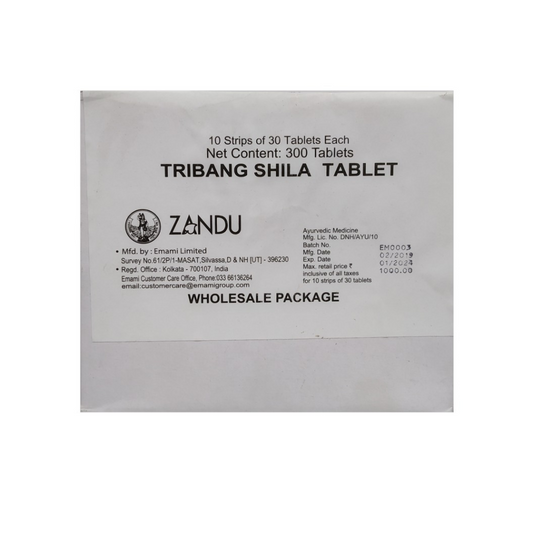 10 Strips of 30 Tablets Each
Net Content: 300 Tablets
TRIBANG SHILA TABLET
ZANDU
• Mfd. by : Emami Limited
Survey No.61/2P/1-MASAT,Silvassa,D & NH [UT] - 396230
• Regd. Office : Kolkata - 700107, India
Emami Customer Care Office, Phone:033 66136264
email:customercare@emamigroup.com
Ayurvedic Medicine
Mfg. Lic. No. DNH/AYU/10
Batch No. EM0003
Mfg. Date 02/2019
Exp. Date 01/2024
Max. retail price ₹ 1000.00
inclusive of all taxes
for 10 strips of 30 tablets
WHOLESALE PACKAGE